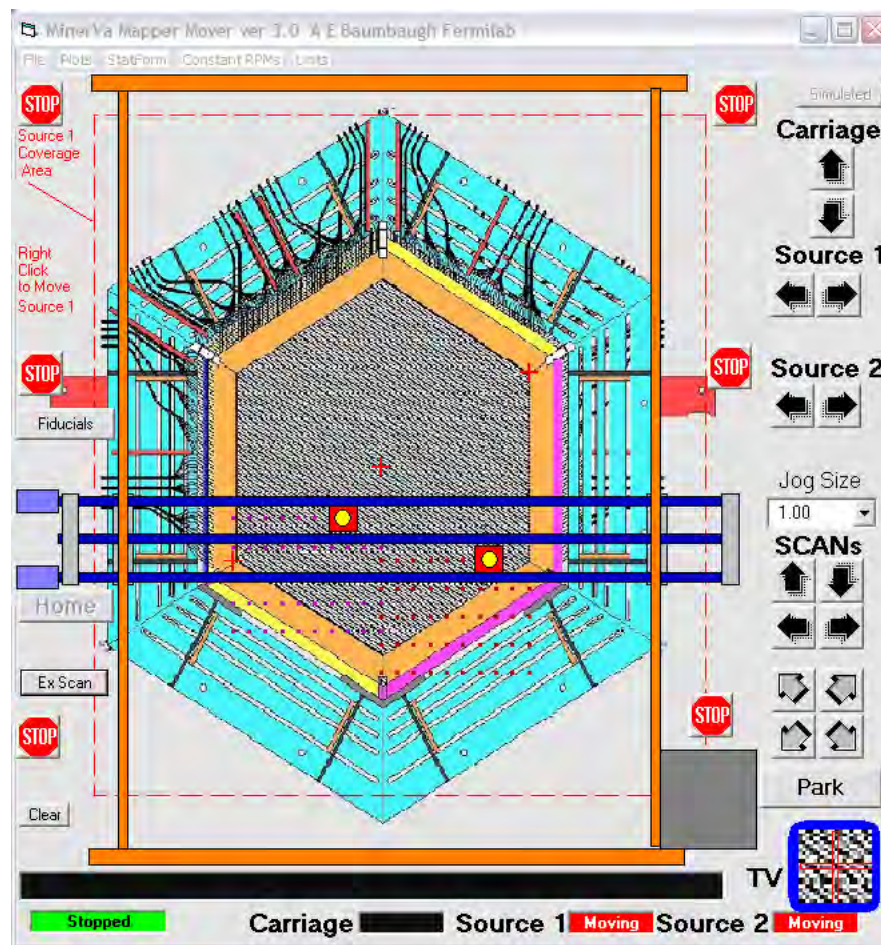 MinerVa Mapper Mover ver 3.0 A E Baumbaugh Fermilab
File Plots StatForm Constant RPMs Units
STOP
STOP
Simulated
Source 1
Coverage
Area
Carriage
Right
Click
to Move
Source 1
Source 1
STOP
STOP
Source 2
Fiducials
Jog Size
1.00
SCANs
Home
Ex Scan
STOP
STOP
Park
Clear
TV
Stopped
Carriage
Source 1 Moving Source 2 Moving